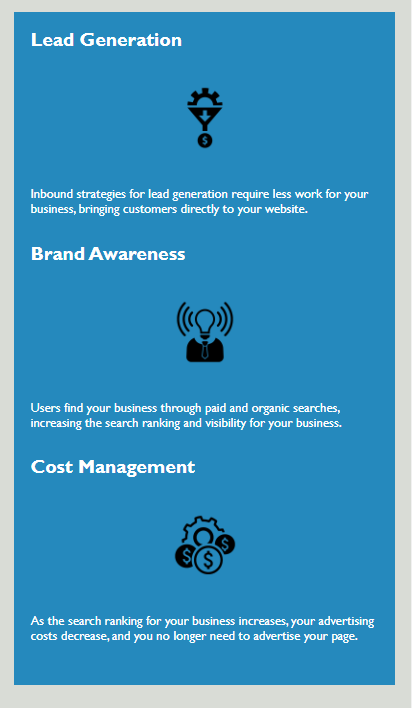 Lead Generation
$
Inbound strategies for lead generation require less work for your
business, bringing customers directly to your website.
Brand Awareness
Users find your business through paid and organic searches,
increasing the search ranking and visibility for your business.
Cost Management
$ $ $
As the search ranking for your business increases, your advertising
costs decrease, and you no longer need to advertise your page.